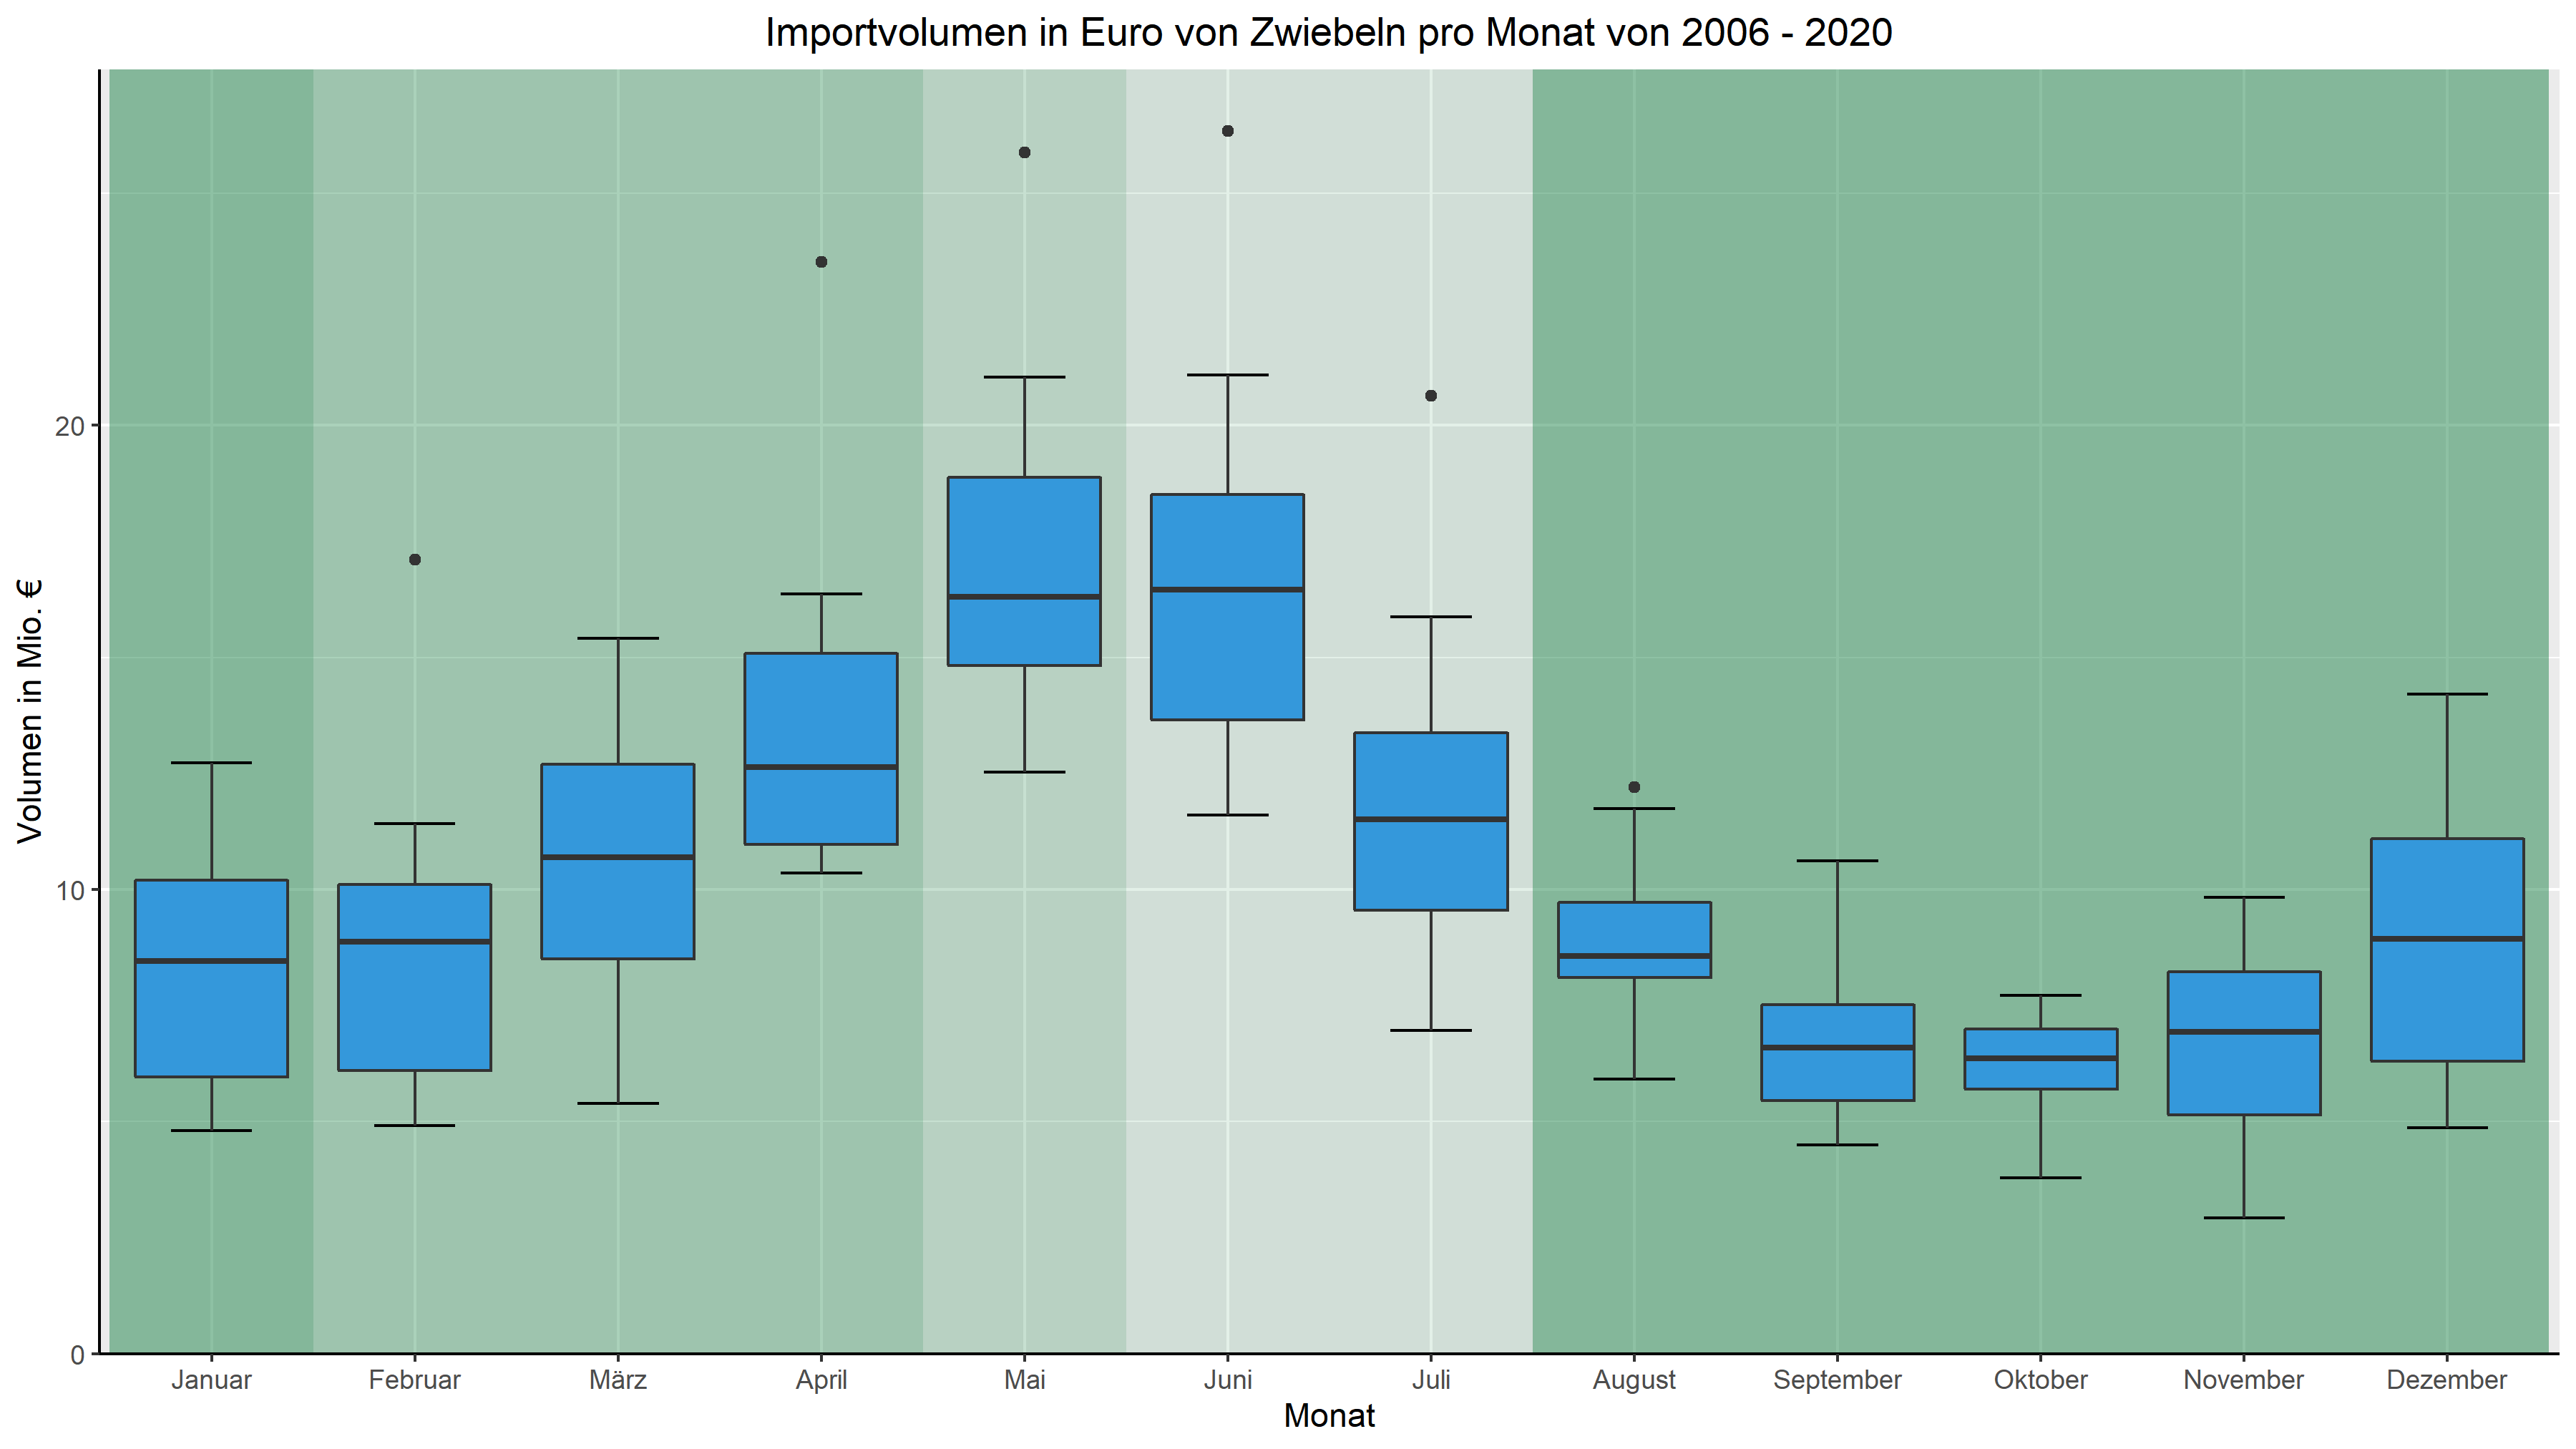 Importvolumen in Euro von Zwiebeln pro Monat von 2006 - 2020
Volumen in Mio. €
20
10
0
Januar Februar März April Mai Juni Juli August September Oktober November Dezember
Monat